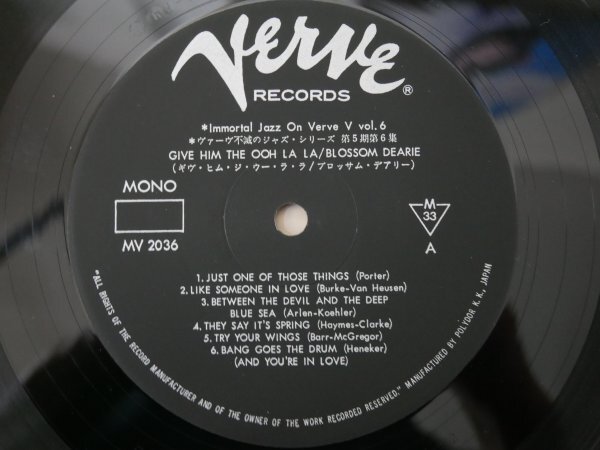 Verve
RECORDS ®
*Immortal Jazz On Verve V vol. 6
*ヴァーヴ不滅のジャズ・シリーズ 第5期第6集
GIVE HIM THE OOH LA LA/BLOSSOM DEARIE
(ギヴ・ヒム・ジ・ウー・ラ・ラ/ブロッサム・デアリー)
MONO
MV 2036
M
33
A
1. JUST ONE OF THOSE THINGS (Porter)
2. LIKE SOMEONE IN LOVE (Burke-Van Heusen)
3. BETWEEN THE DEVIL AND THE DEEP
BLUE SEA (Arlen-Koehler)
4. THEY SAY IT'S SPRING (Haymes-Clarke)
5. TRY YOUR WINGS (Barr-McGregor)
6. BANG GOES THE DRUM (Heneker)
(AND YOU'RE IN LOVE)
"ALL RIGHTS OF THE RECORD MANUFACTURER AND OF THE OWNER OF THE WORK RECORDED RESERVED." MANUFACTURED BY POLYDOR K. K., JAPAN